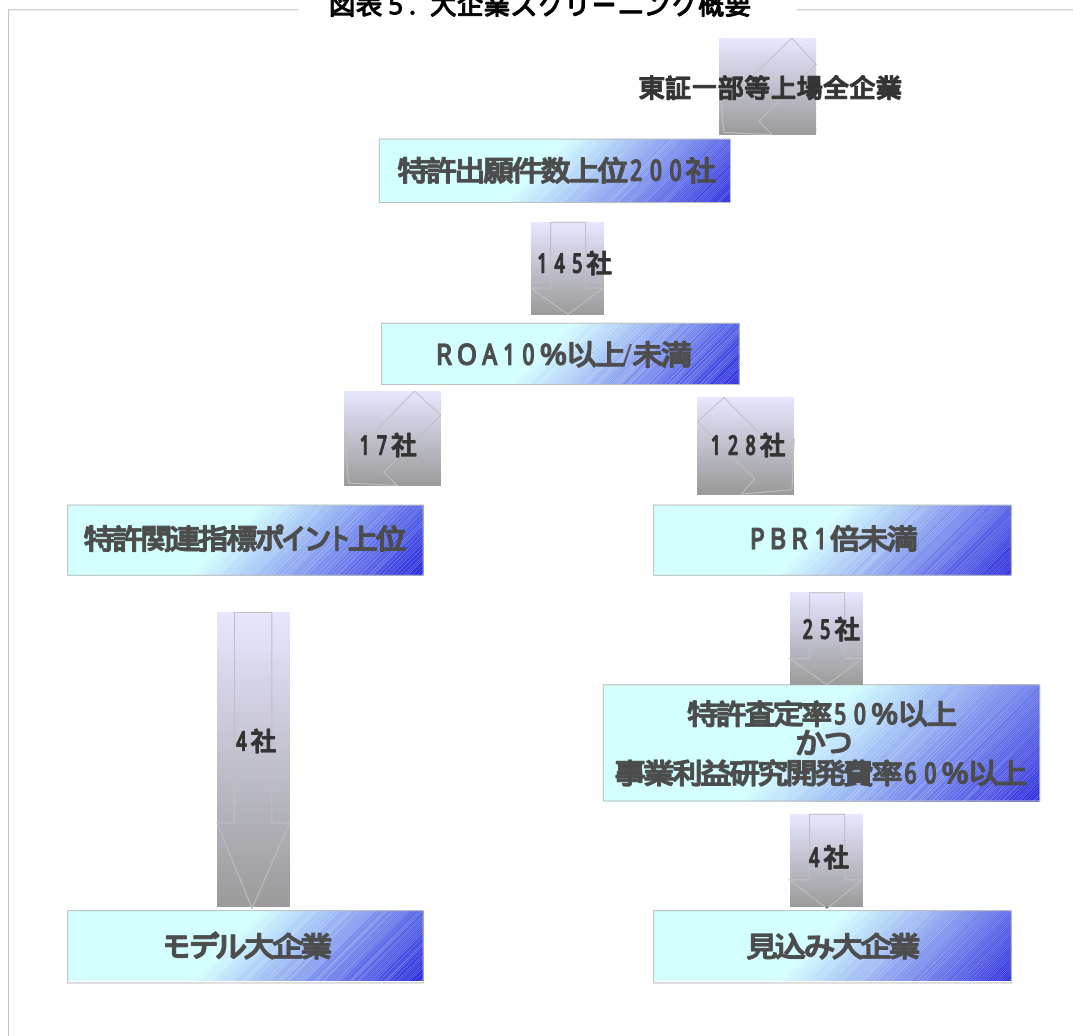 図表5．大企業スクリーニング概要
東証一部等上場全企業
特許出願件数上位200社
145社
ROA10%以上/未満
17社
128社
特許関連指標ポイント上位
PBR1倍未満
25社
特許査定率50%以上
かつ
事業利益研究開発費率60%以上
4社
4社
モデル大企業
見込み大企業